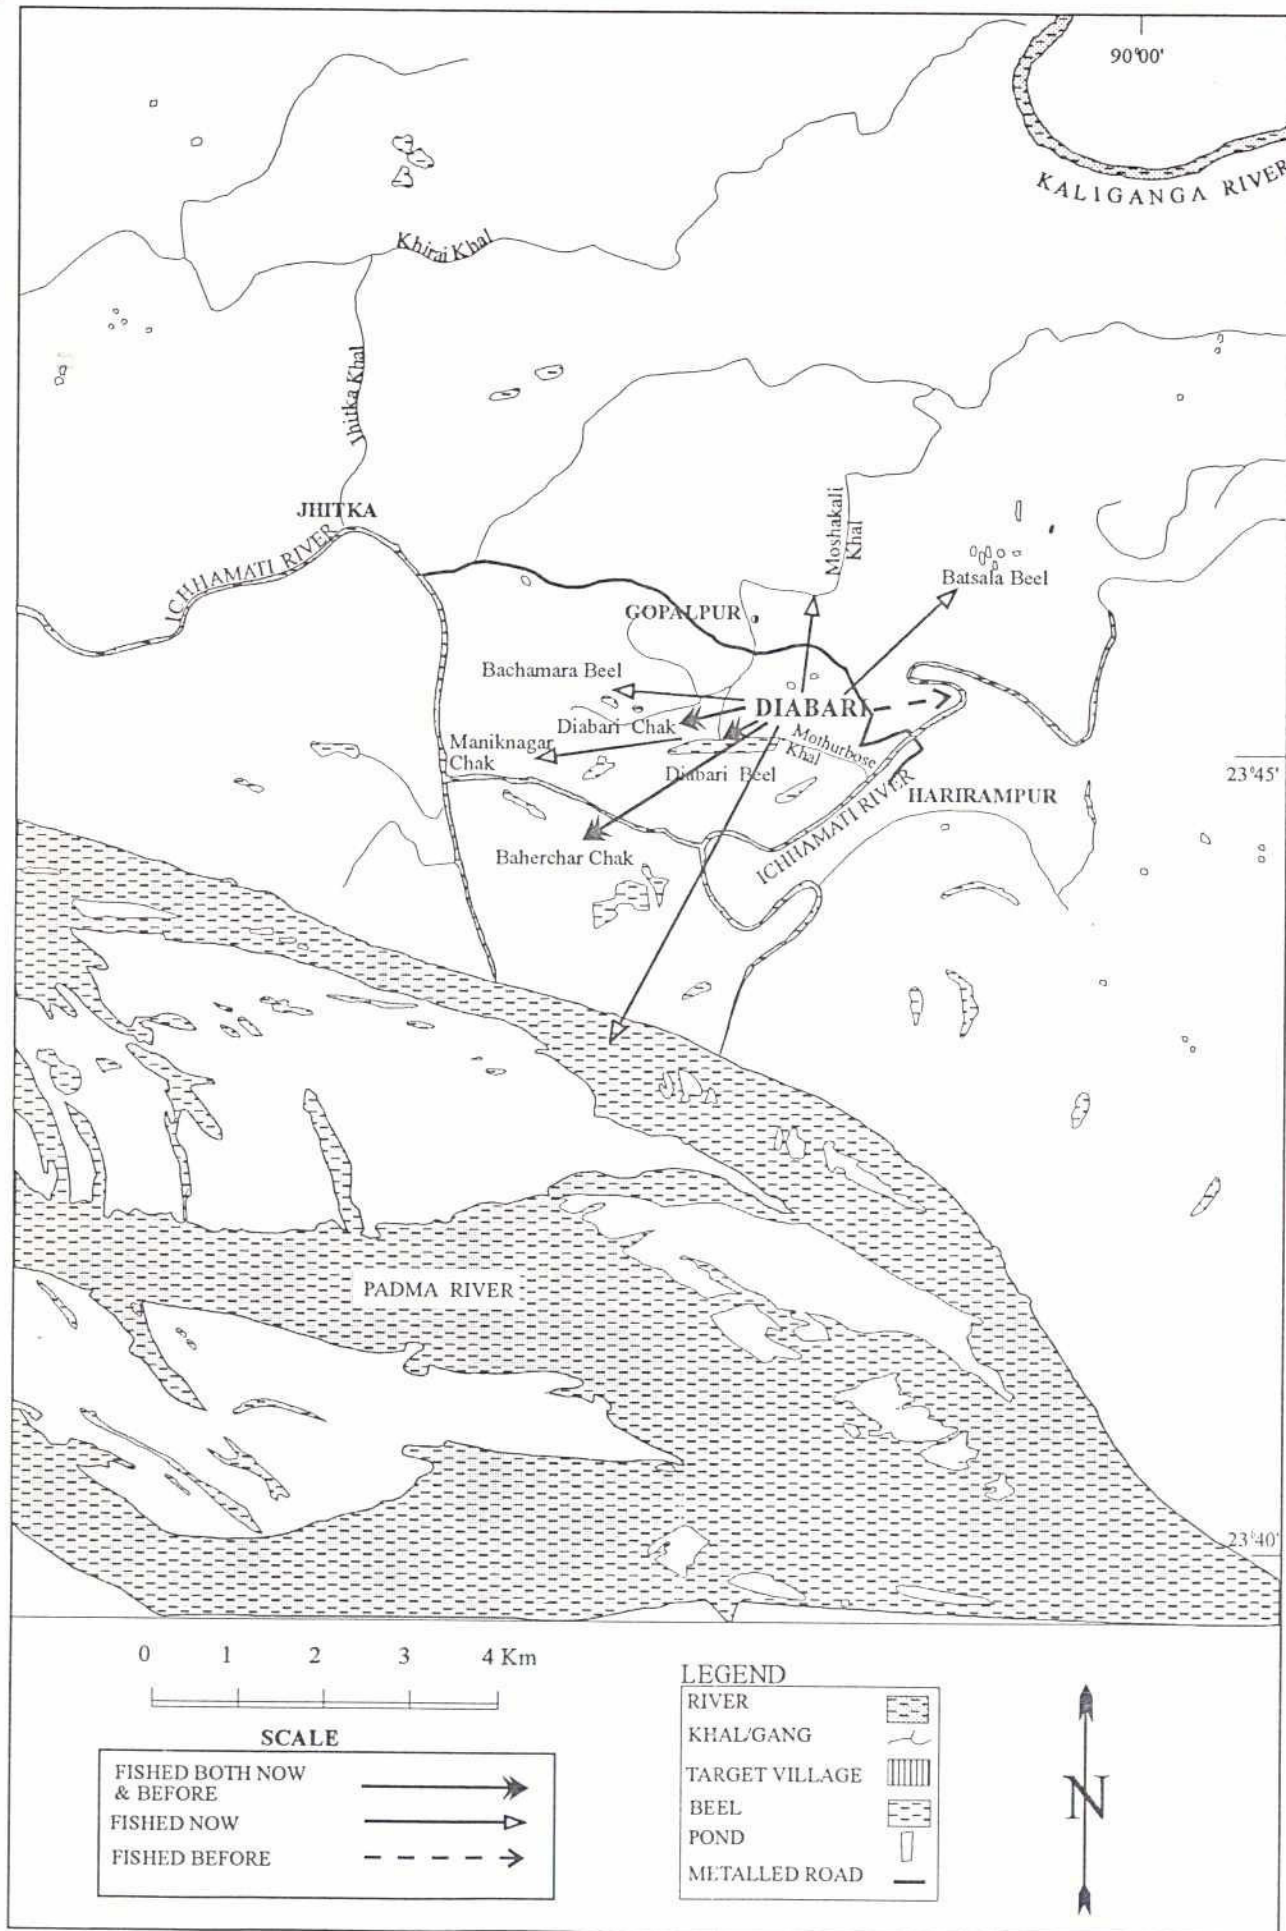 90°00'
KALIGANGA RIVER
Khirai Khal
Jhitka Khal
JHITKA
ICHHAMATI RIVER
Moshakali
Khal
Batsala Beel
GOPALPUR
Bachamara Beel
DIABARI
Diabari Chak
Maniknagar
Chak
Mothurbose
Khal
Diabari Beel
23°45'
HARIRAMPUR
ICHHAMATI RIVER
Baherchar Chak
PADMA RIVER
23°40'
0 1 2 3 4 Km
SCALE
FISHED BOTH NOW
& BEFORE
FISHED NOW
FISHED BEFORE
LEGEND
RIVER
KHAL/GANG
TARGET VILLAGE
BEEL
POND
METALLED ROAD
N